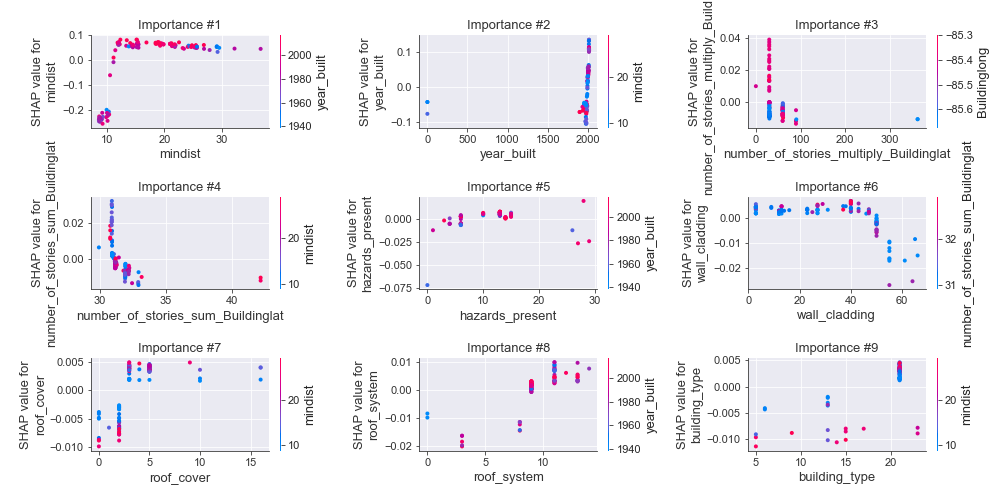 Importance #1
0.1
0.0
−0.1
−0.2
10
20
30
mindist
SHAP value for
mindist
2000
1980
1960
1940
year_built
Importance #2
0.1
0.0
−0.1
0
500
1000
1500
2000
year_built
SHAP value for
year_built
20
10
mindist
Importance #3
0.04
0.02
0.00
0
100
200
300
number_of_stories_multiply_Buildinglat
SHAP value for
number_of_stories_multiply_Build
−85.3
−85.4
−85.5
−85.6
Buildinglong
Importance #4
0.02
0.00
30.0
32.5
35.0
37.5
40.0
42.5
number_of_stories_sum_Buildinglat
SHAP value for
number_of_stories_sum_Buildinglat
20
10
mindist
Importance #5
0.000
−0.025
−0.050
−0.075
0
10
20
30
hazards_present
SHAP value for
hazards_present
2000
1980
1960
1940
year_built
Importance #6
0.00
−0.01
−0.02
0
20
40
60
wall_cladding
SHAP value for
wall_cladding
32
31
number_of_stories_sum_Buildinglat
Importance #7
0.005
0.000
−0.005
−0.010
0
5
10
15
roof_cover
SHAP value for
roof_cover
20
10
mindist
Importance #8
0.01
0.00
−0.01
−0.02
0
5
10
roof_system
SHAP value for
roof_system
2000
1980
1960
1940
year_built
Importance #9
0.005
0.000
−0.005
−0.010
5
10
15
20
building_type
SHAP value for
building_type
20
10
mindist